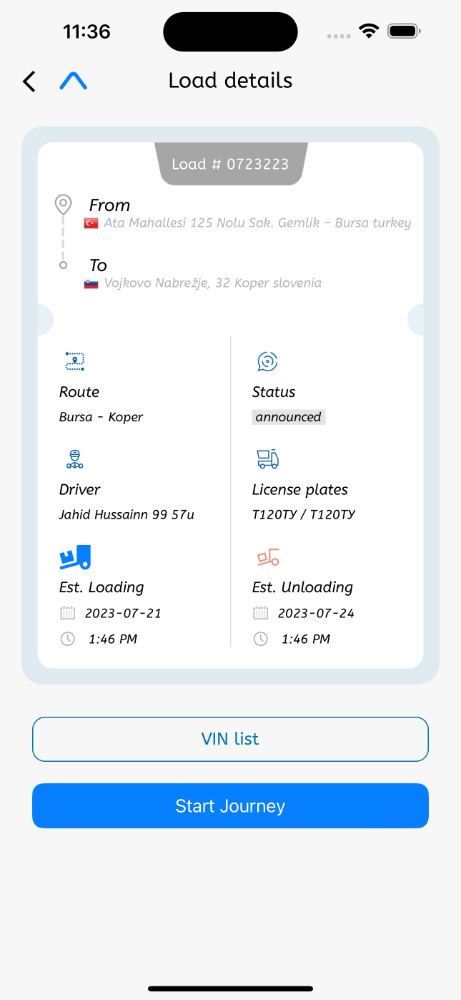 11:36
Load details
Load # 0723223
From
Ata Mahallesi 125 Nolu Sok. Gemlik – Bursa turkey
To
Vojkovo Nabrežje, 32 Koper slovenia
Route
Bursa - Koper
Status
announced
Driver
Jahid Hussainn 99 57u
License plates
T120TY / T120TY
Est. Loading
2023-07-21
1:46 PM
Est. Unloading
2023-07-24
1:46 PM
VIN list
Start Journey